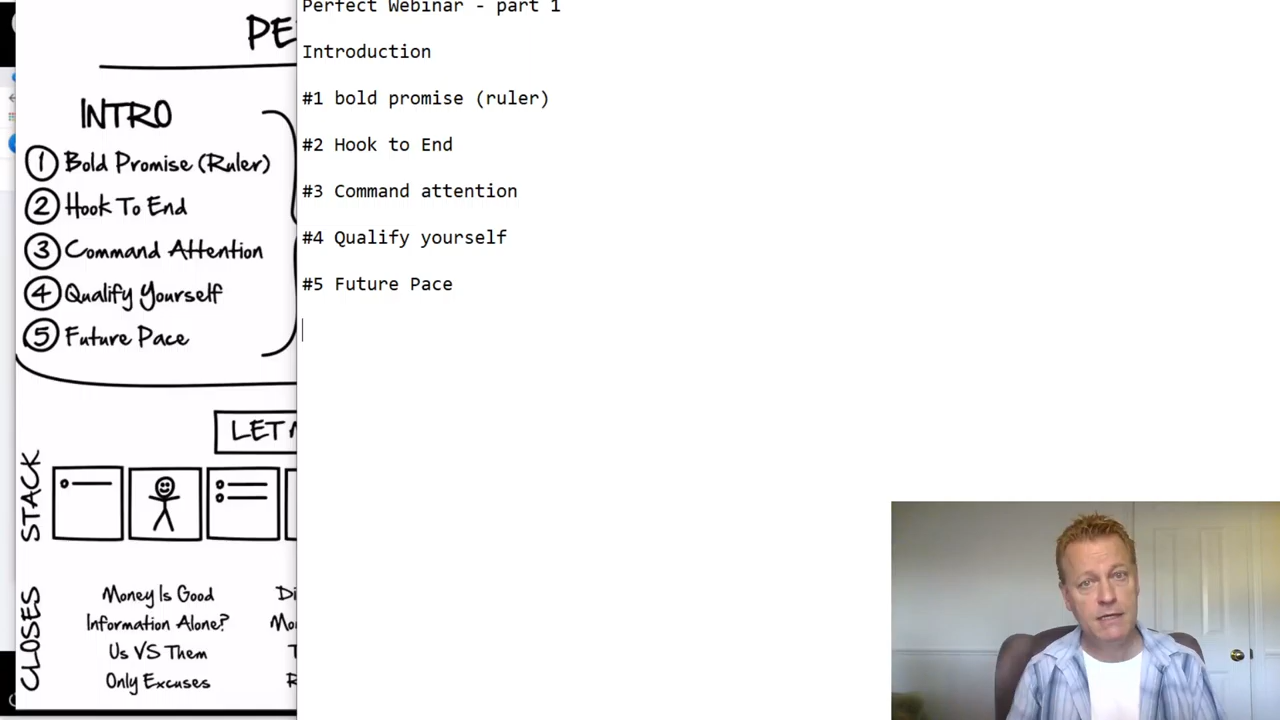 PE
INTRO
① Bold Promise (Ruler)
② Hook To End
③ Command Attention
④ Qualify Yourself
⑤ Future Pace
LET
STACK
CLOSES
Money Is Good
Information Alone?
Us VS Them
Only Excuses
Di
Mo
T
R
Perfect Webinar - part 1
Introduction
#1 bold promise (ruler)
#2 Hook to End
#3 Command attention
#4 Qualify yourself
#5 Future Pace